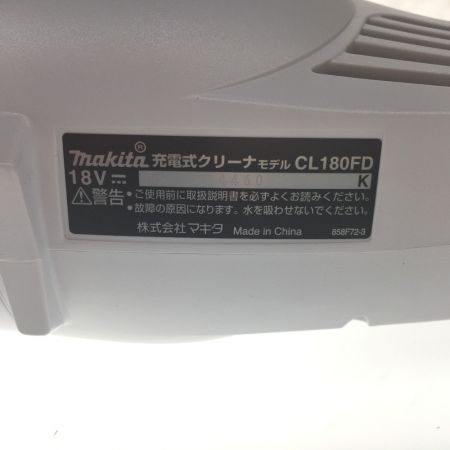 makita® 充電式クリーナ モデル CL180FD
18V⎓ K
⚠警告 •ご使用前に取扱説明書を必ずよくお読みください。
•故障の原因になります。水を吸わせないでください。
株式会社 マキタ Made in China 858F72-3